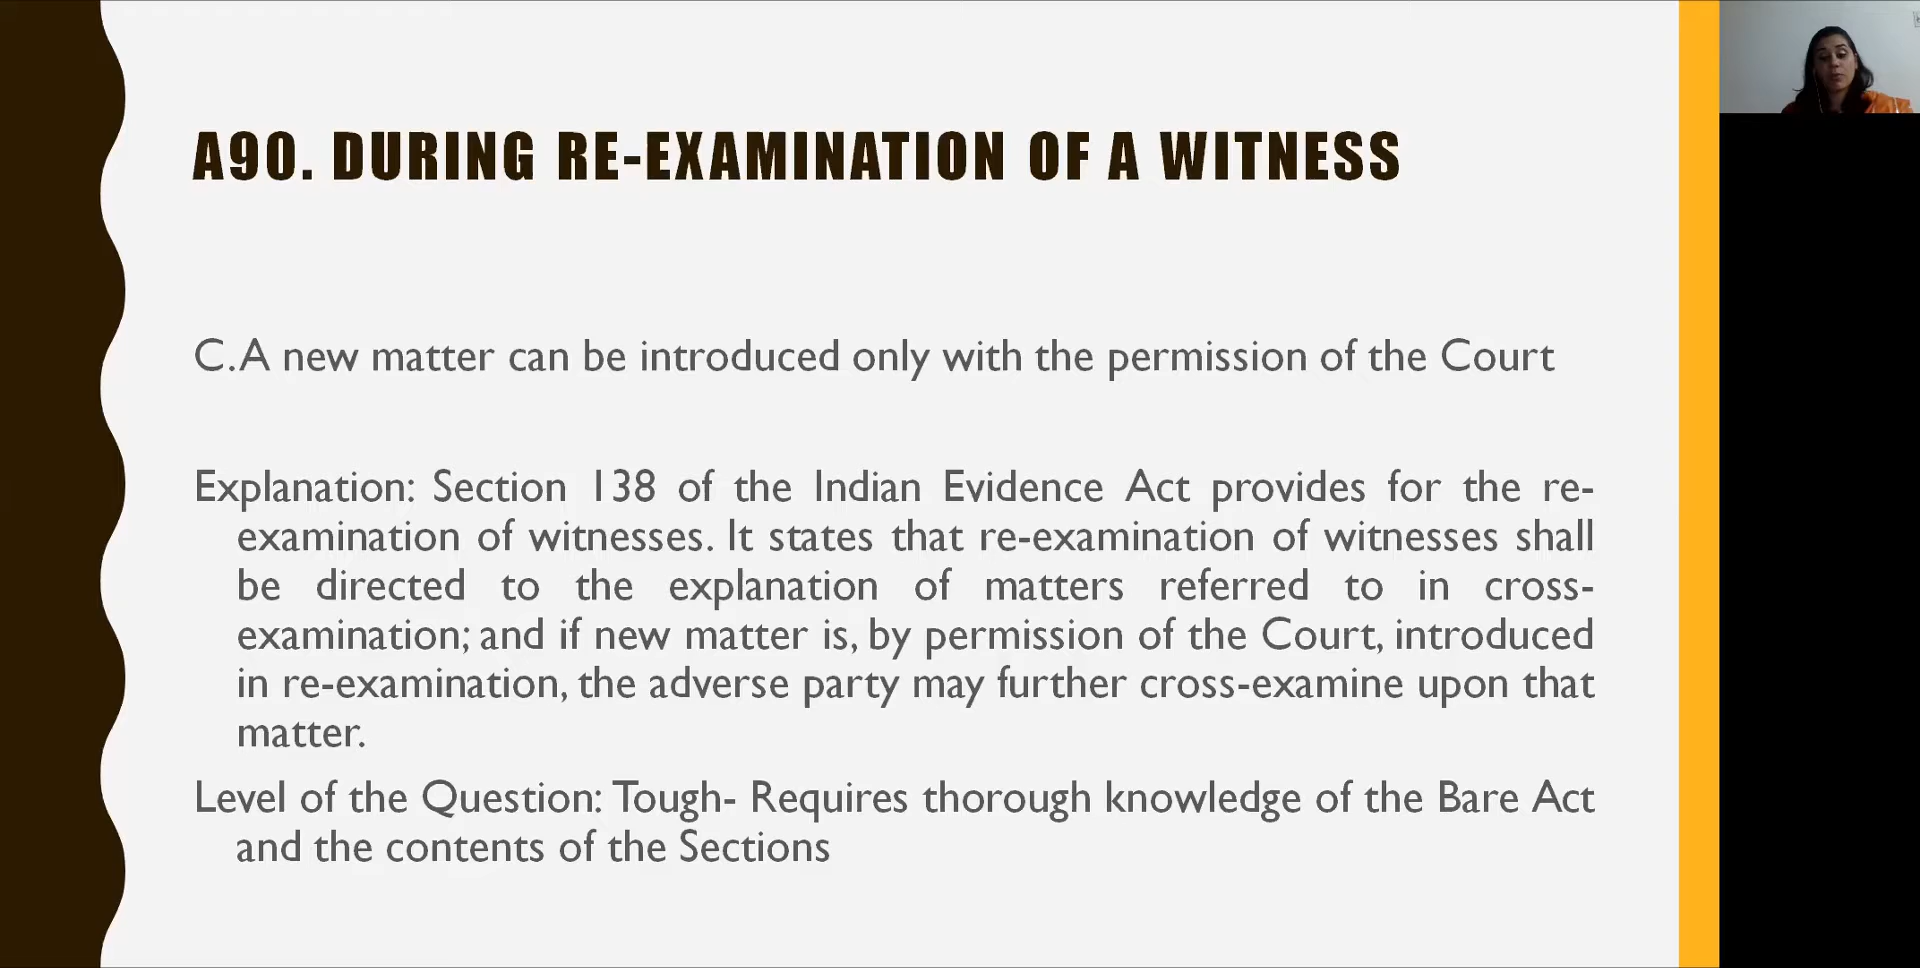 A90. DURING RE-EXAMINATION OF A WITNESS
C. A new matter can be introduced only with the permission of the Court
Explanation: Section 138 of the Indian Evidence Act provides for the re-
examination of witnesses. It states that re-examination of witnesses shall
be directed to the explanation of matters referred to in cross-
examination; and if new matter is, by permission of the Court, introduced
in re-examination, the adverse party may further cross-examine upon that
matter.
Level of the Question: Tough- Requires thorough knowledge of the Bare Act
and the contents of the Sections